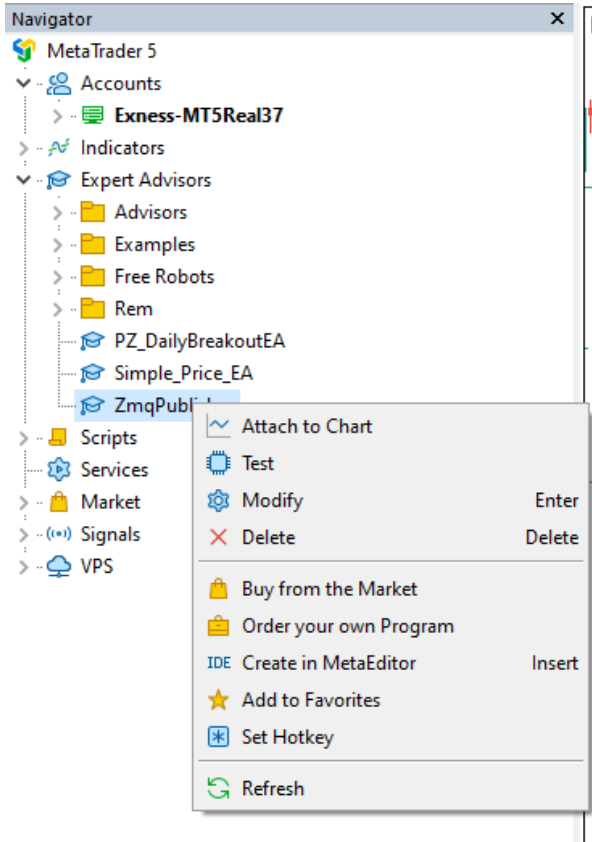 Navigator
MetaTrader 5
Accounts
Exness-MT5Real37
Indicators
Expert Advisors
Advisors
Examples
Free Robots
Rem
PZ_DailyBreakoutEA
Simple_Price_EA
Scripts
Services
Market
Signals
VPS
Attach to Chart
Test
Modify Enter
Delete Delete
Buy from the Market
Order your own Program
IDE Create in MetaEditor Insert
Add to Favorites
Set Hotkey
Refresh